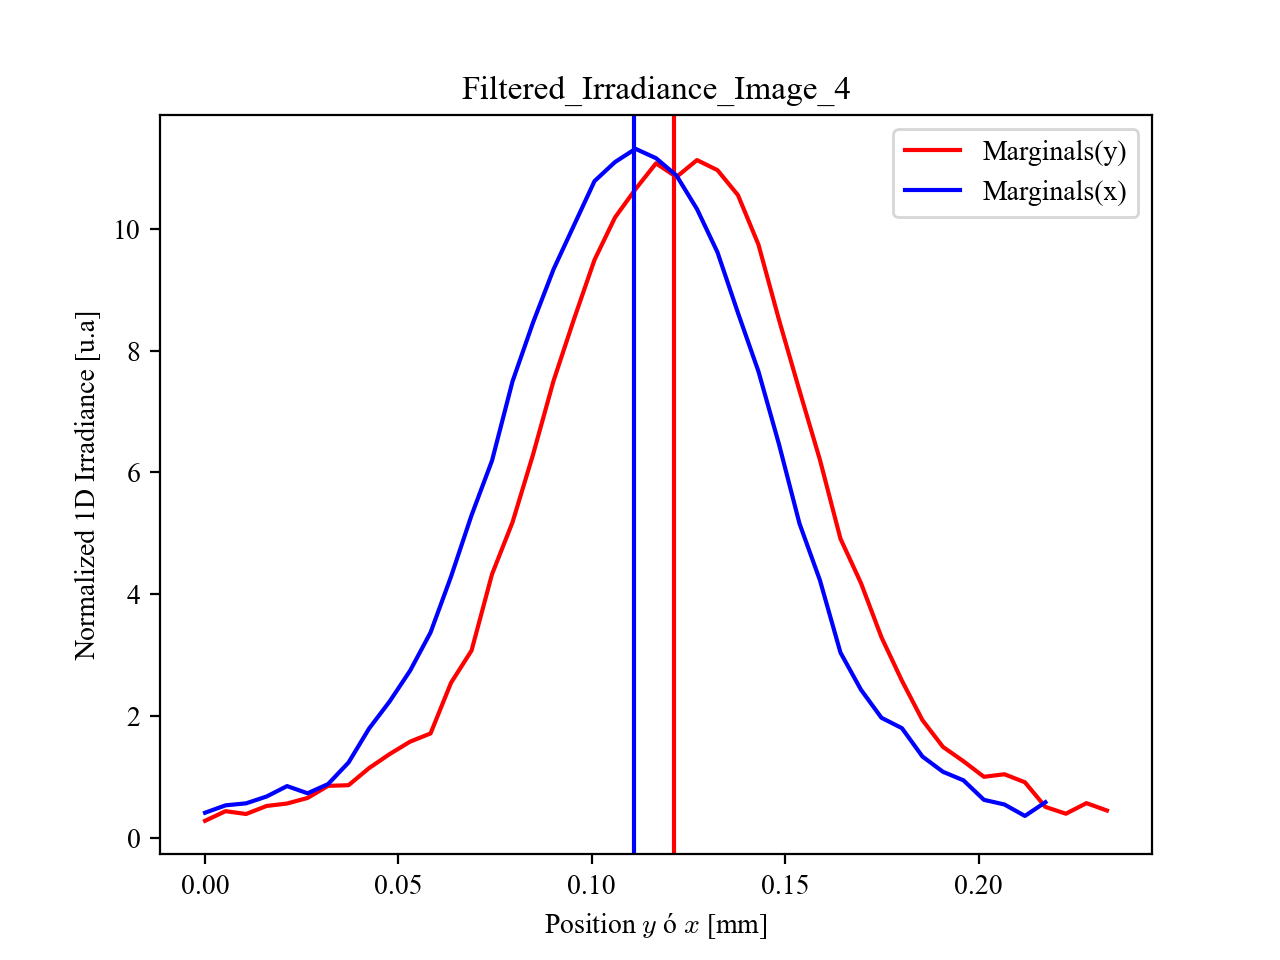 Filtered_Irradiance_Image_4
Marginals(y)
Marginals(x)
Normalized 1D Irradiance [u.a]
10
8
6
4
2
0
0.00 0.05 0.10 0.15 0.20
Position y ó x [mm]